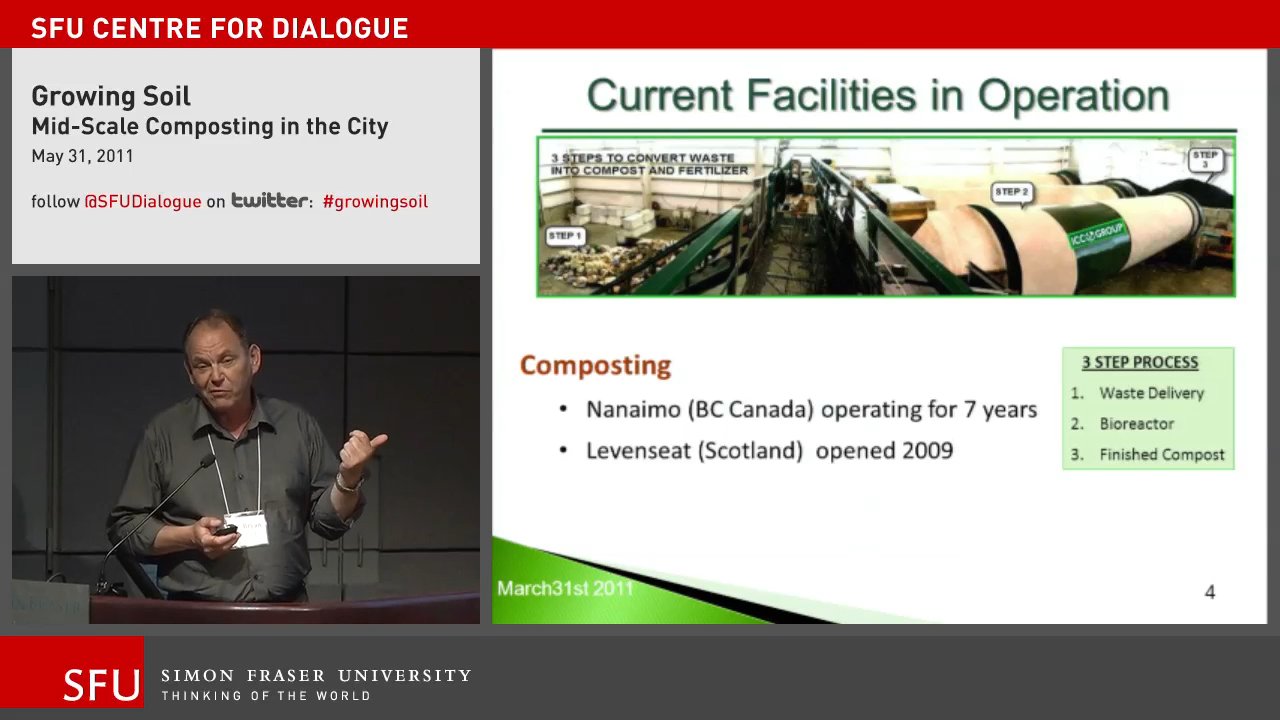 SFU CENTRE FOR DIALOGUE
Growing Soil
Mid-Scale Composting in the City
May 31, 2011
follow @SFUDialogue on twitter: #growingsoil
Current Facilities in Operation
3 STEPS TO CONVERT WASTE
INTO COMPOST AND FERTILIZER
STEP 1
STEP 2
STEP
3
ICC GROUP
Composting
• Nanaimo (BC Canada) operating for 7 years
• Levenseat (Scotland) opened 2009
3 STEP PROCESS
1. Waste Delivery
2. Bioreactor
3. Finished Compost
March31st 2011
4
SFU
SIMON FRASER UNIVERSITY
THINKING OF THE WORLD